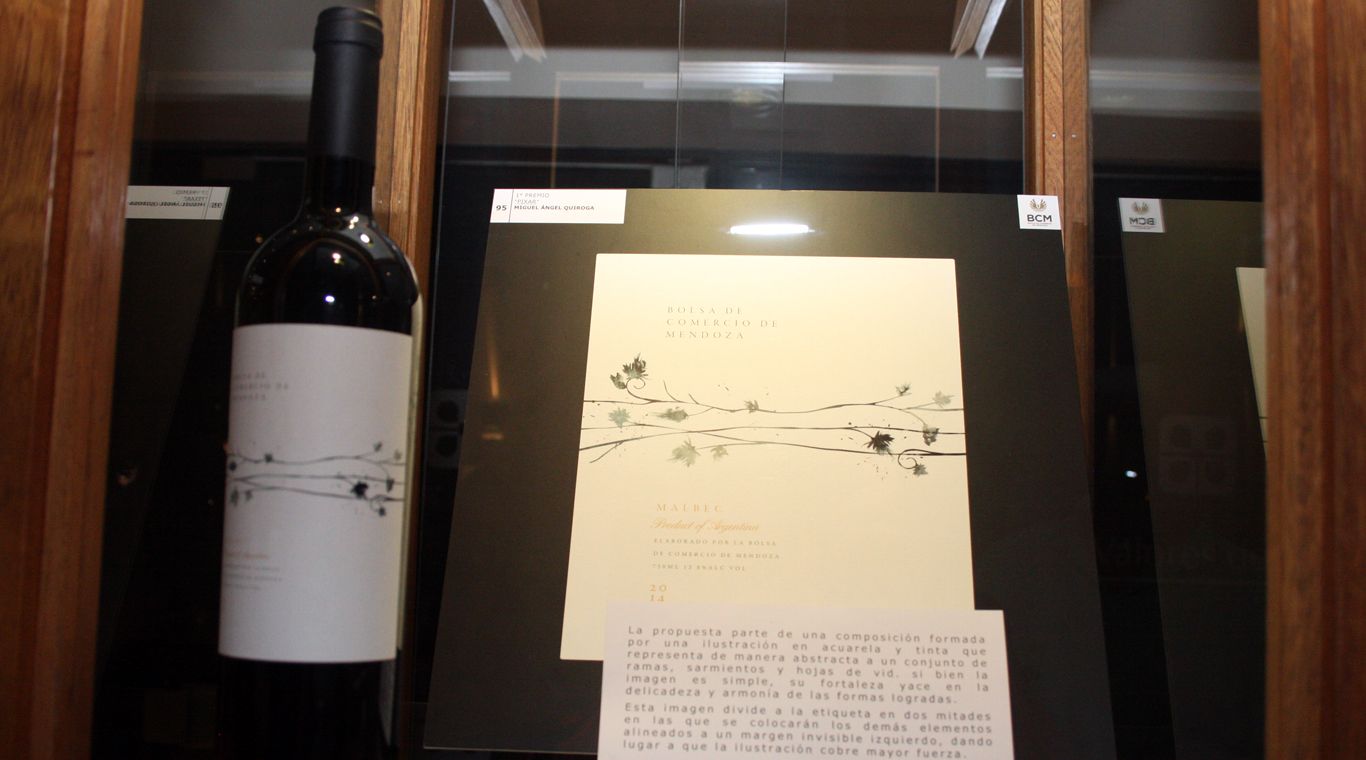 95
1º PREMIO
"PIXAR"
MIGUEL ÁNGEL QUIROGA
BCM
BOLSA DE
COMERCIO DE
MENDOZA
MALBEC
Product of Argentina
ELABORADO POR LA BOLSA
DE COMERCIO DE MENDOZA
750ML 13 %VALC VOL
20
14
La propuesta parte de una composición formada
por una ilustración en acuarela y tinta que
representa de manera abstracta a un conjunto de
ramas, sarmientos y hojas de vid. si bien la
imagen es simple, su fortaleza yace en la
delicadeza y armonía de las formas logradas.
Esta imagen divide a la etiqueta en dos mitades
en las que se colocarán los demás elementos
alineados a un margen invisible izquierdo, dando
lugar a que la ilustración cobre mayor fuerza.